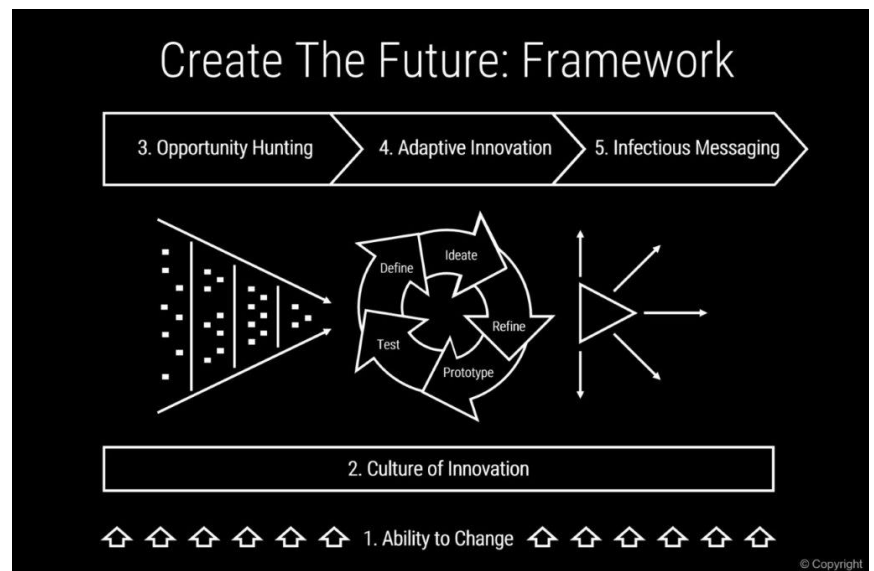 Create The Future: Framework
3. Opportunity Hunting
4. Adaptive Innovation
5. Infectious Messaging
Define
Ideate
Refine
Prototype
Test
2. Culture of Innovation
1. Ability to Change
© Copyright